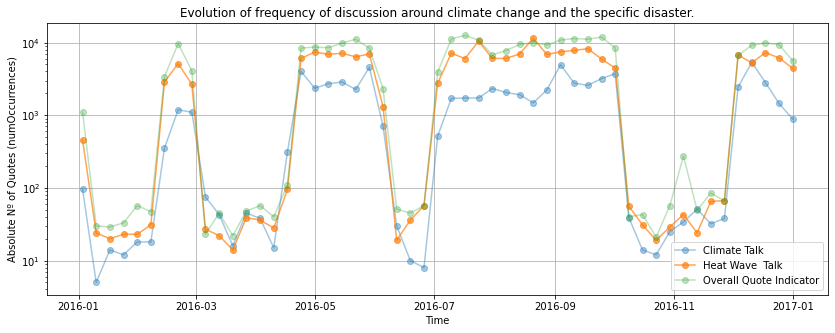 Evolution of frequency of discussion around climate change and the specific disaster.
Absolute Nº of Quotes (numOccurrences)
10⁴
10³
10²
10¹
2016-01 2016-03 2016-05 2016-07 2016-09 2016-11 2017-01
Time
Climate Talk
Heat Wave  Talk
Overall Quote Indicator